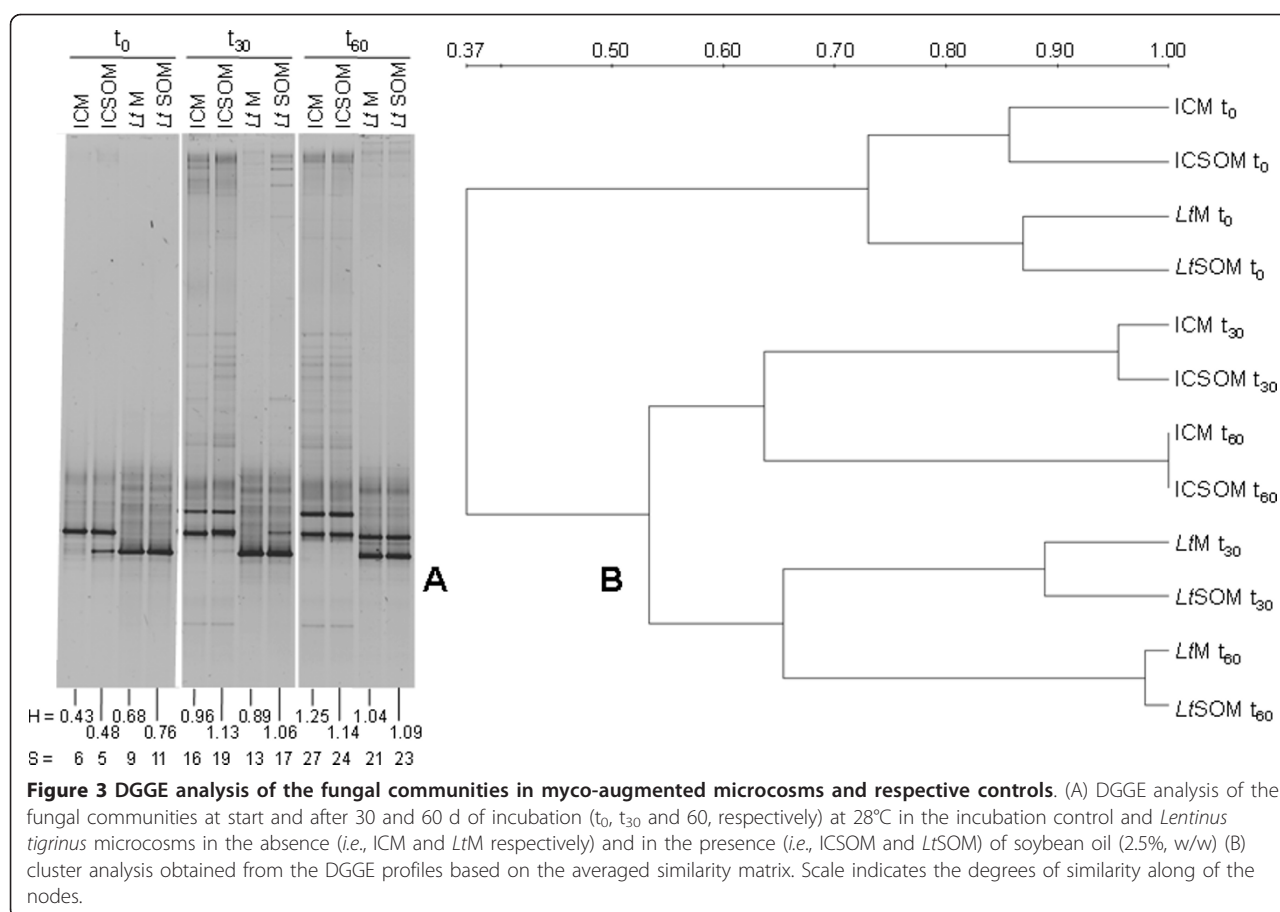 t0 t30 t60
ICM ICSOM Lt M Lt SOM ICM ICSOM Lt M Lt SOM ICM ICSOM Lt M Lt SOM
H = 0.43 0.68 0.96 0.89 1.25 1.04
0.48 0.76 1.13 1.06 1.14 1.09
S = 6 5 9 11 16 19 13 17 27 24 21 23
A
0.37 0.50 0.60 0.70 0.80 0.90 1.00
ICM t0
ICSOM t0
LtM t0
LtSOM t0
ICM t30
ICSOM t30
ICM t60
ICSOM t60
LtM t30
LtSOM t30
LtM t60
LtSOM t60
B
Figure 3 DGGE analysis of the fungal communities in myco-augmented microcosms and respective controls. (A) DGGE analysis of the
fungal communities at start and after 30 and 60 d of incubation (t0, t30 and 60, respectively) at 28°C in the incubation control and Lentinus
tigrinus microcosms in the absence (i.e., ICM and LtM respectively) and in the presence (i.e., ICSOM and LtSOM) of soybean oil (2.5%, w/w) (B)
cluster analysis obtained from the DGGE profiles based on the averaged similarity matrix. Scale indicates the degrees of similarity along of the
nodes.